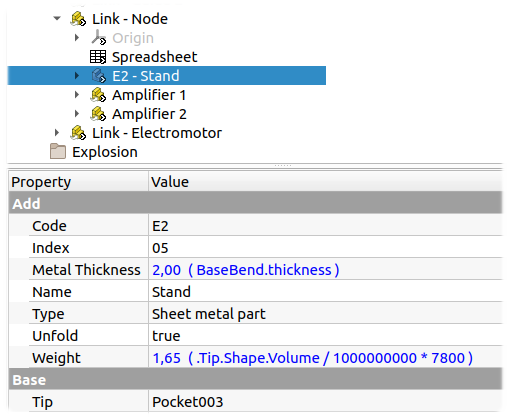 Link - Node
Origin
Spreadsheet
E2 - Stand
Amplifier 1
Amplifier 2
Link - Electromotor
Explosion
Property Value
Add
Code E2
Index 05
Metal Thickness 2,00 ( BaseBend.thickness )
Name Stand
Type Sheet metal part
Unfold true
Weight 1,65 ( .Tip.Shape.Volume / 1000000000 * 7800 )
Base
Tip Pocket003